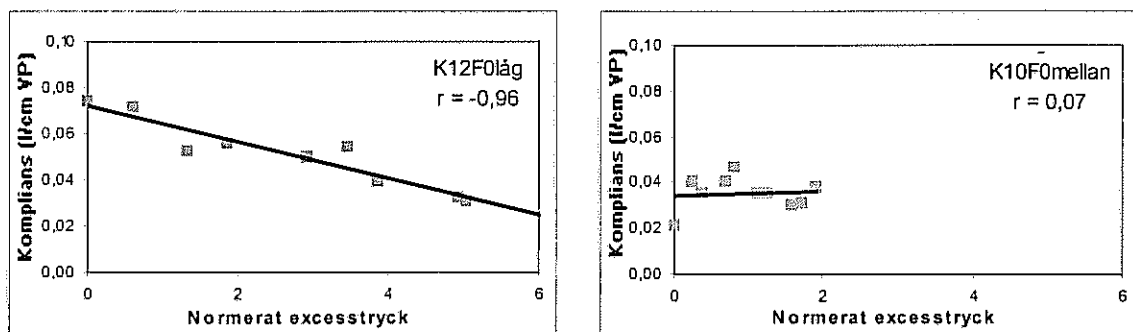 0,10
0,08
0,06
0,04
0,02
0,00
Komplians (l/cm VP)
K12F0låg
r = -0,96
0 2 4 6
Normerat excesstryck
0,10
0,08
0,06
0,04
0,02
0,00
Komplians (l/cm VP)
K10F0mellan
r = 0,07
0 2 4 6
Normerat excesstryck